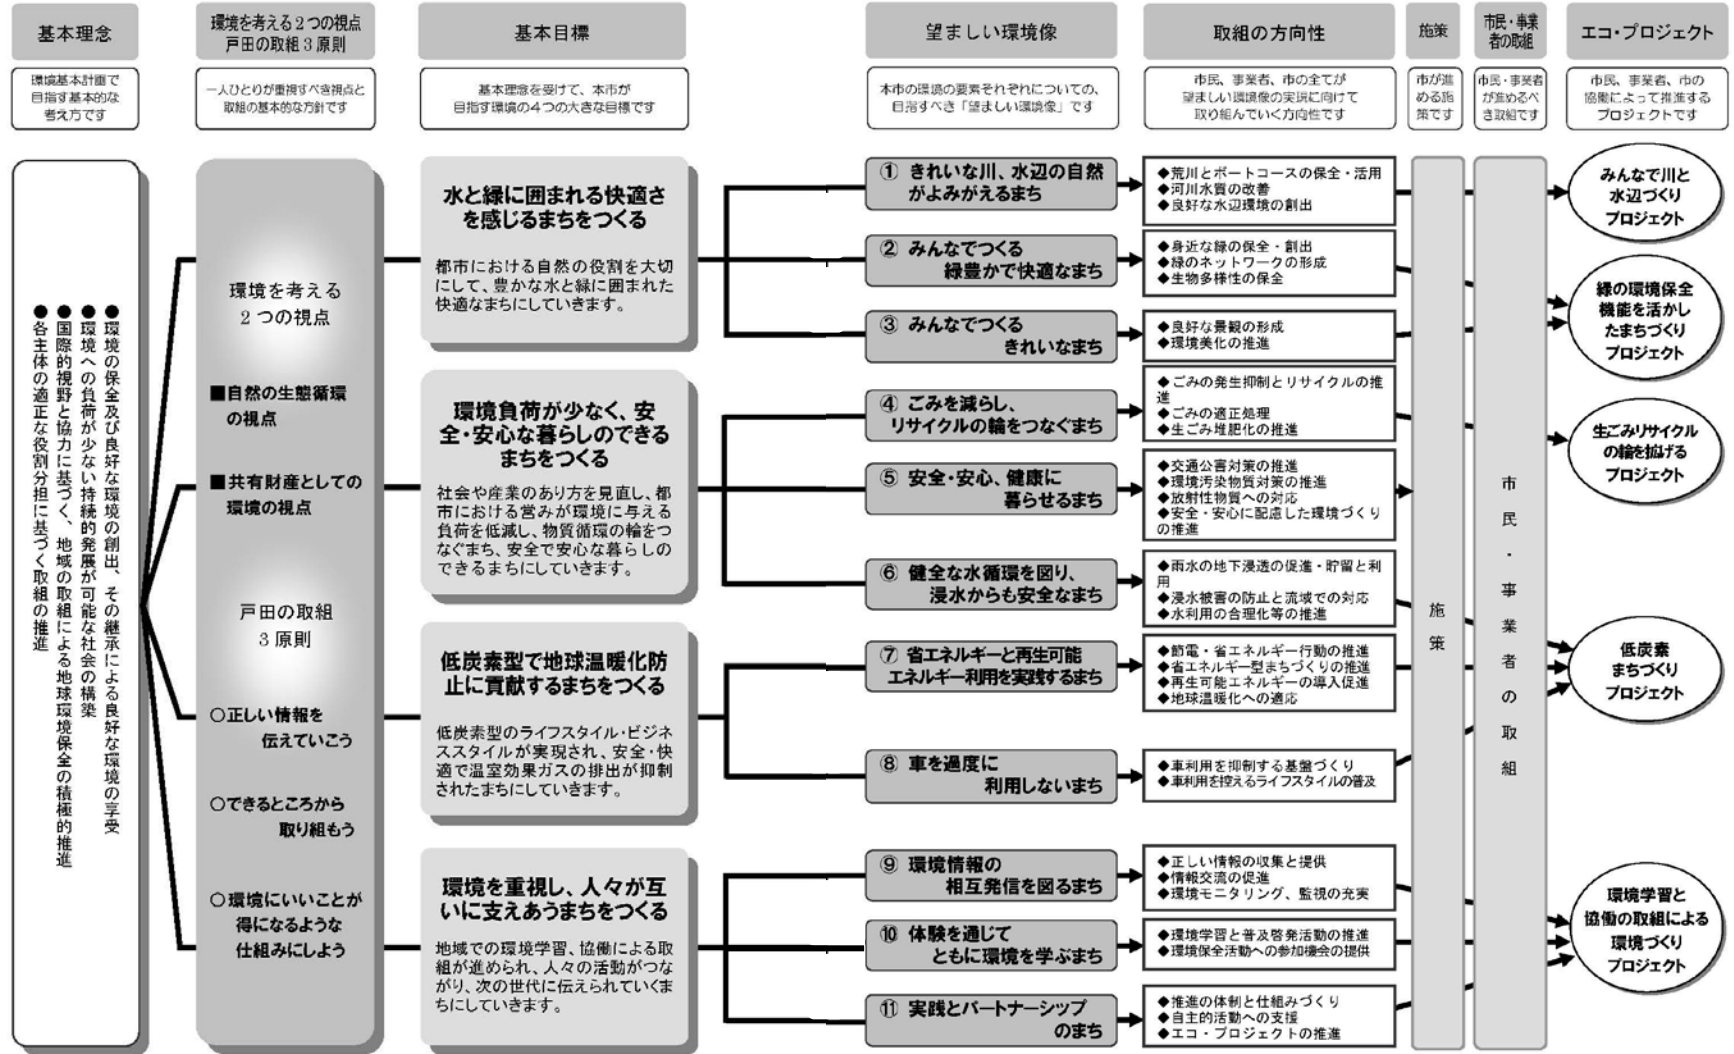 基本理念
環境基本計画で
目指す基本的な
考え方です
環境を考える2つの視点
戸田の取組3原則
一人ひとりが重視すべき視点と
取組の基本的な方針です
基本目標
基本理念を受けて、本市が
目指す環境の4つの大きな目標です
望ましい環境像
本市の環境の要素それぞれについての、
目指すべき「望ましい環境像」です
取組の方向性
市民、事業者、市の全てが
望ましい環境像の実現に向けて
取り組んでいく方向性です
施策
市が進
める施
策です
市民・事業
者の取組
市民・事業者
が進めるべ
き取組です
エコ・プロジェクト
市民、事業者、市の
協働によって推進する
プロジェクトです
●環境の保全及び良好な環境の創出、その継承による良好な環境の享受
●環境への負荷が少ない持続的発展が可能な社会の構築
●国際的視野と協力に基づく、地域の取組による地球環境保全の積極的推進
●各主体の適正な役割分担に基づく取組の推進
環境を考える
2つの視点
■自然の生態循環
の視点
■共有財産としての
環境の視点
戸田の取組
3原則
○正しい情報を
伝えていこう
○できるところから
取り組もう
○環境にいいことが
得になるような
仕組みにしよう
水と緑に囲まれる快適さ
を感じるまちをつくる
都市における自然の役割を大切
にして、豊かな水と緑に囲まれた
快適なまちにしていきます。
環境負荷が少なく、安
全・安心な暮らしのできる
まちをつくる
社会や産業のあり方を見直し、都
市における営みが環境に与える
負荷を低減し、物質循環の輪をつ
なぐまち、安全で安心な暮らしの
できるまちにしていきます。
低炭素型で地球温暖化防
止に貢献するまちをつくる
低炭素型のライフスタイル・ビジネ
ススタイルが実現され、安全・快
適で温室効果ガスの排出が抑制
されたまちにしていきます。
環境を重視し、人々が互
いに支えあうまちをつくる
地域での環境学習、協働による取
組が進められ、人々の活動がつな
がり、次の世代に伝えられていくま
ちにしていきます。
① きれいな川、水辺の自然
がよみがえるまち
② みんなでつくる
緑豊かで快適なまち
③ みんなでつくる
きれいなまち
④ ごみを減らし、
リサイクルの輪をつなぐまち
⑤ 安全・安心、健康に
暮らせるまち
⑥ 健全な水循環を図り、
浸水からも安全なまち
⑦ 省エネルギーと再生可能
エネルギー利用を実践するまち
⑧ 車を過度に
利用しないまち
⑨ 環境情報の
相互発信を図るまち
⑩ 体験を通じて
ともに環境を学ぶまち
⑪ 実践とパートナーシップ
のまち
◆荒川とボートコースの保全・活用
◆河川水質の改善
◆良好な水辺環境の創出
◆身近な緑の保全・創出
◆緑のネットワークの形成
◆生物多様性の保全
◆良好な景観の形成
◆環境美化の推進
◆ごみの発生抑制とリサイクルの推
進
◆ごみの適正処理
◆生ごみ堆肥化の推進
◆交通公害対策の推進
◆環境汚染物質対策の推進
◆放射性物質への対応
◆安全・安心に配慮した環境づくり
の推進
◆雨水の地下浸透の促進・貯留と利
用
◆浸水被害の防止と流域での対応
◆水利用の合理化等の推進
◆節電・省エネルギー行動の推進
◆省エネルギー型まちづくりの推進
◆再生可能エネルギーの導入促進
◆地球温暖化への適応
◆車利用を抑制する基盤づくり
◆車利用を控えるライフスタイルの普及
◆正しい情報の収集と提供
◆情報交流の促進
◆環境モニタリング、監視の充実
◆環境学習と普及啓発活動の推進
◆環境保全活動への参加機会の提供
◆推進の体制と仕組みづくり
◆自主的活動への支援
◆エコ・プロジェクトの推進
施策
市民・事業者の取組
みんなで川と
水辺づくり
プロジェクト
緑の環境保全
機能を活かし
たまちづくり
プロジェクト
生ごみリサイクル
の輪を拡げる
プロジェクト
低炭素
まちづくり
プロジェクト
環境学習と
協働の取組による
環境づくり
プロジェクト